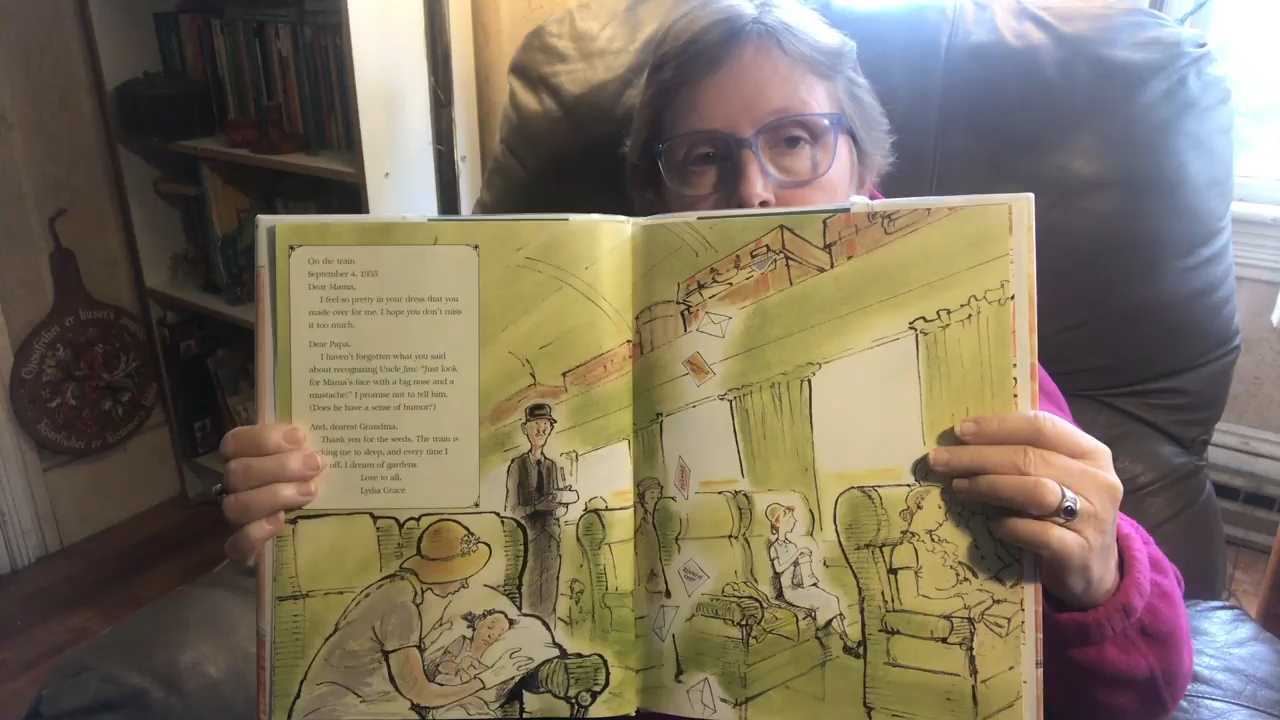 On the train
September 4, 1935
Dear Mama,
I feel so pretty in your dress that you
made over for me. I hope you don't miss
it too much.
Dear Papa,
I haven't forgotten what you said
about recognizing Uncle Jim: "Just look
for Mama's face with a big nose and a
mustache!" I promise not to tell him.
(Does he have a sense of humor?)
And, dearest Grandma,
Thank you for the seeds. The train is
cking me to sleep, and every time I
off, I dream of gardens.
Love to all,
Lydia Grace
er husets